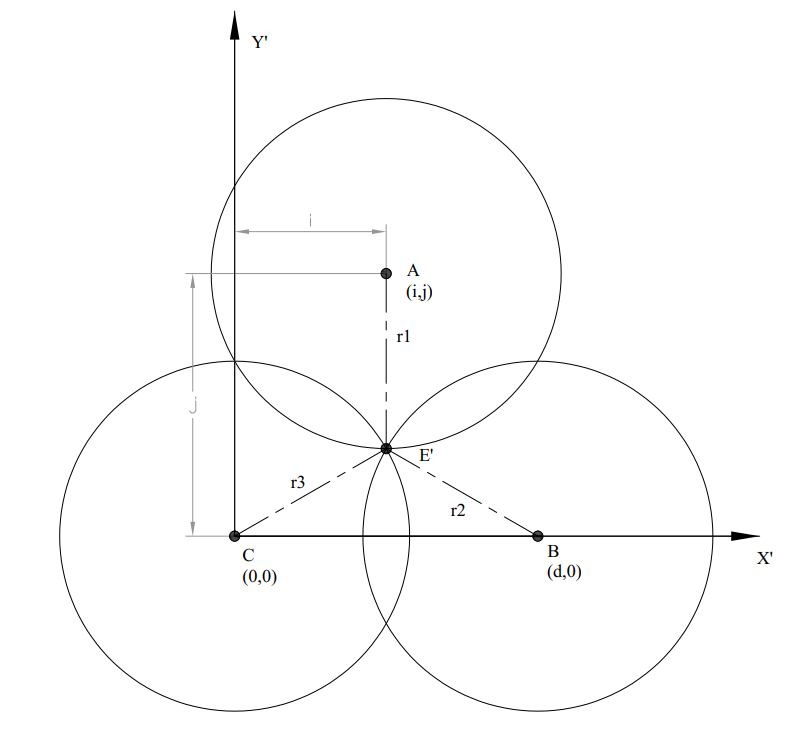 Y'
i
A
(i,j)
r1
j
E'
r3
r2
C
(0,0)
B
(d,0)
X'